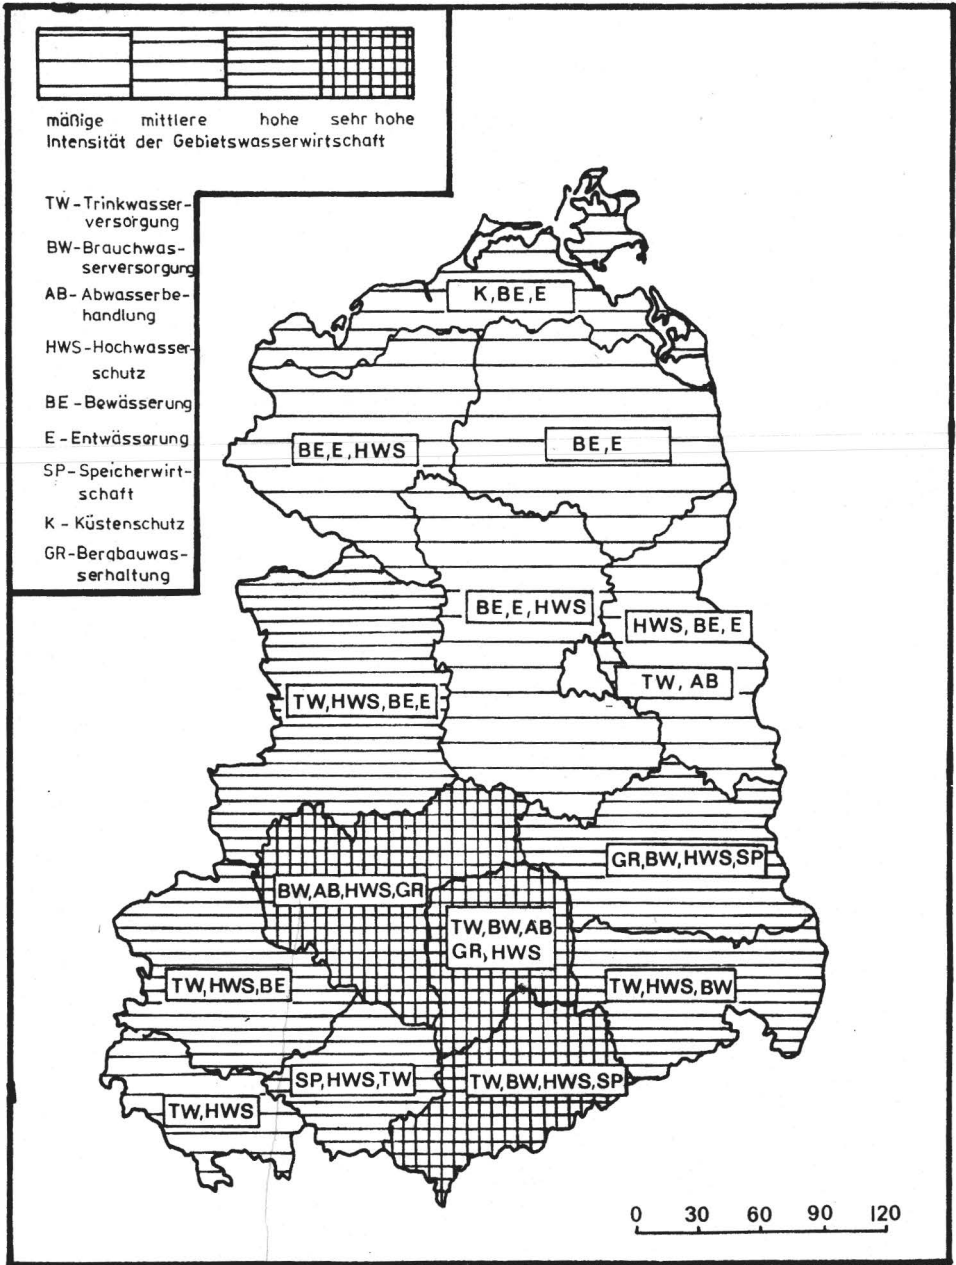 mäßige mittlere hohe sehr hohe
Intensität der Gebietswasserwirtschaft
TW-Trinkwasser-
versorgung
BW-Brauchwas-
serversorgung
AB-Abwasserbe-
handlung
HWS-Hochwasser-
schutz
BE-Bewässerung
E-Entwässerung
SP-Speicherwirt-
schaft
K-Küstenschutz
GR-Bergbauwas-
serhaltung
K,BE,E
BE,E,HWS
BE,E
BE,E,HWS
HWS,BE,E
TW,AB
TW,HWS,BE,E
GR,BW,HWS,SP
BW,AB,HWS,GR
TW,BW,AB
GR,HWS
TW,HWS,BE
TW,HWS,BW
SP,HWS,TW
TW,BW,HWS,SP
TW,HWS
0 30 60 90 120